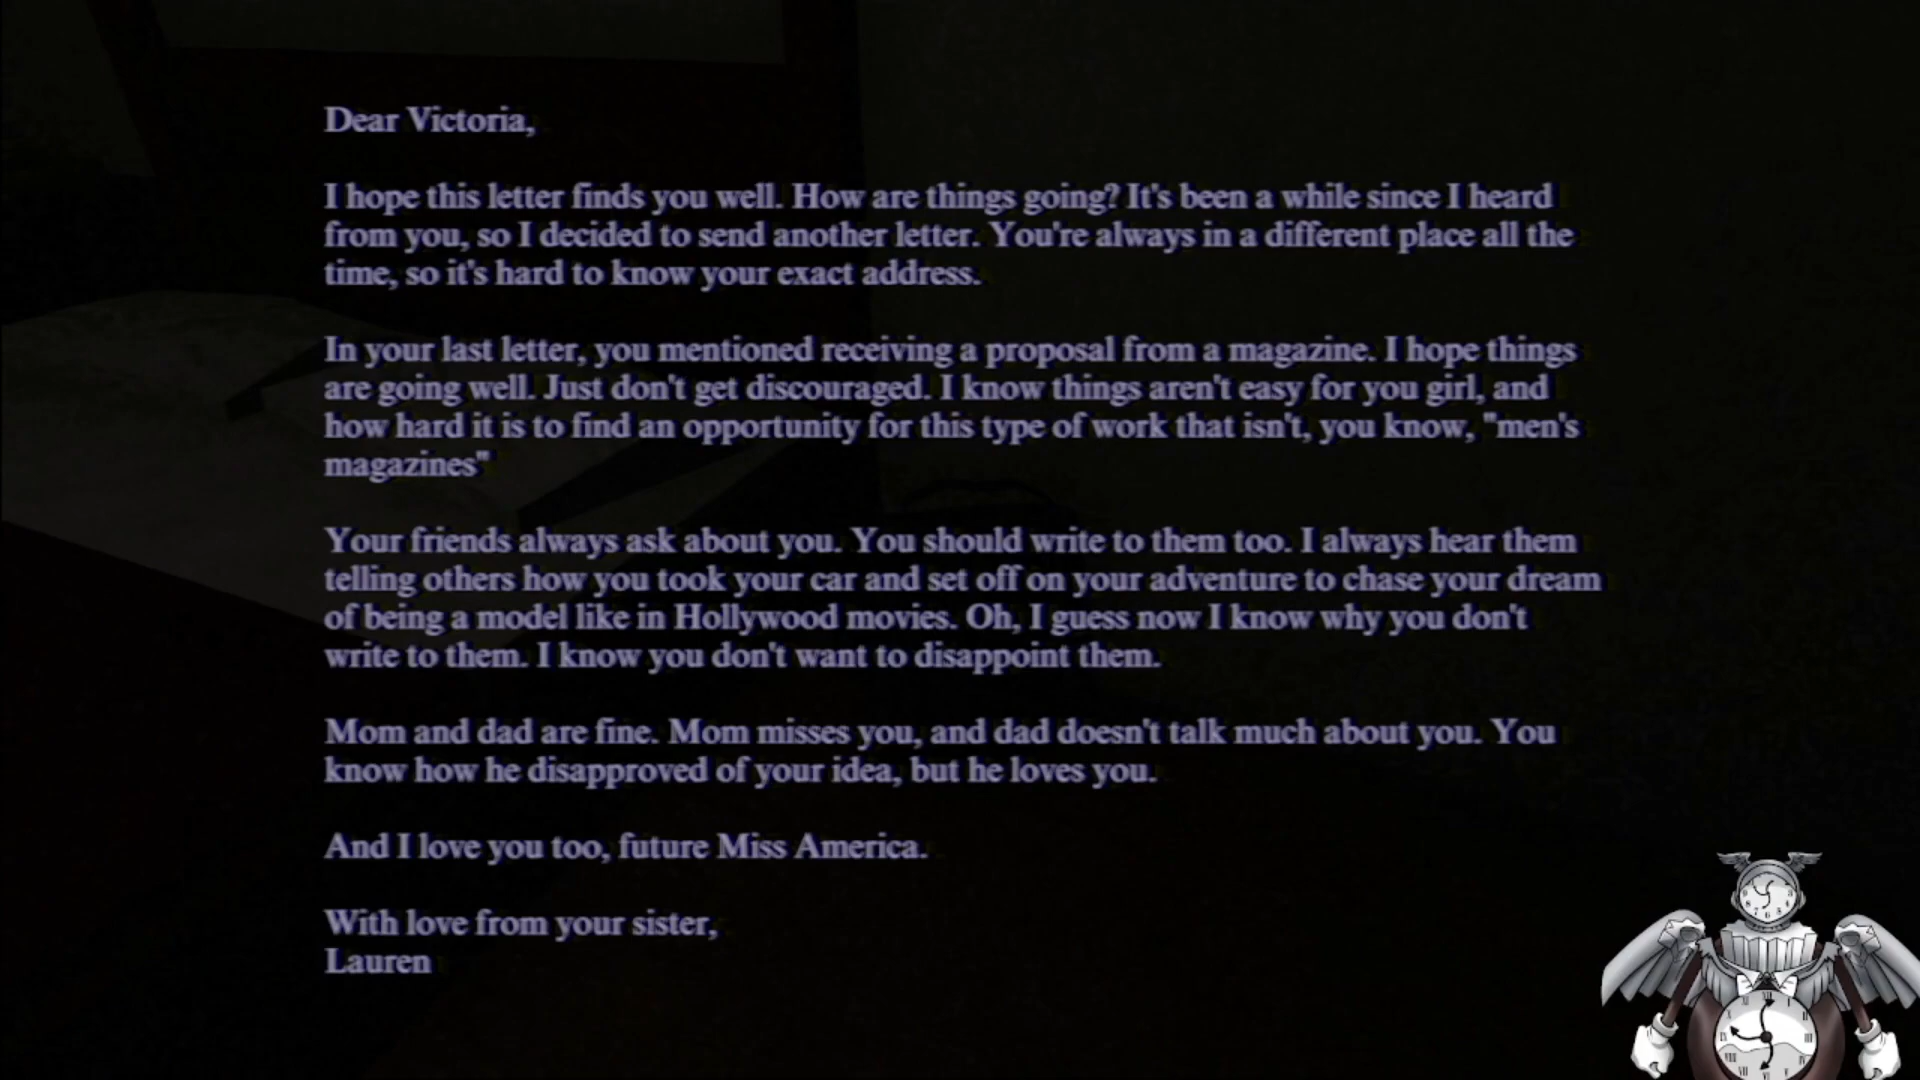 Dear Victoria,
I hope this letter finds you well. How are things going? It's been a while since I heard
from you, so I decided to send another letter. You're always in a different place all the
time, so it's hard to know your exact address.
In your last letter, you mentioned receiving a proposal from a magazine. I hope things
are going well. Just don't get discouraged. I know things aren't easy for you girl, and
how hard it is to find an opportunity for this type of work that isn't, you know, "men's
magazines"
Your friends always ask about you. You should write to them too. I always hear them
telling others how you took your car and set off on your adventure to chase your dream
of being a model like in Hollywood movies. Oh, I guess now I know why you don't
write to them. I know you don't want to disappoint them.
Mom and dad are fine. Mom misses you, and dad doesn't talk much about you. You
know how he disapproved of your idea, but he loves you.
And I love you too, future Miss America.
With love from your sister,
Lauren